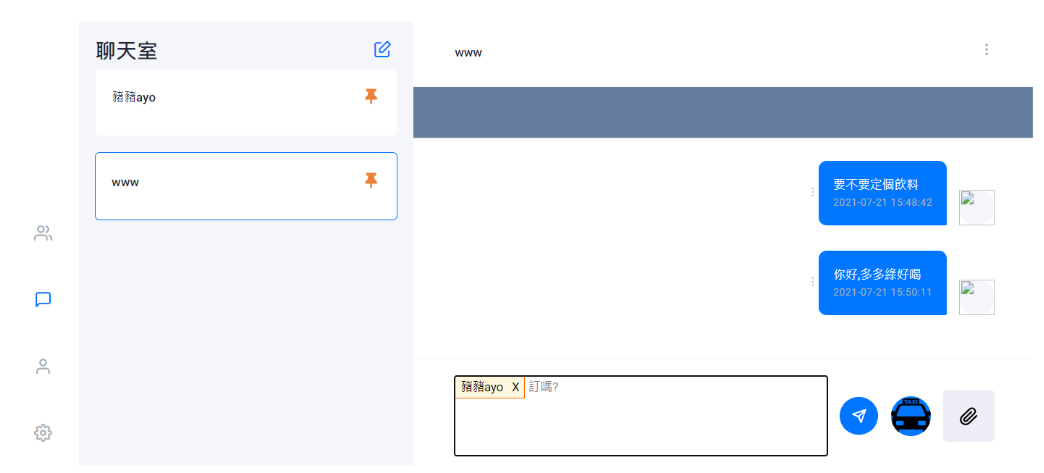 聊天室
豬豬ayo
www
www
要不要定個飲料
2021-07-21 15:48:42
你好,多多綠好喝
2021-07-21 15:50:11
豬豬ayo X 訂嗎?
TAXI